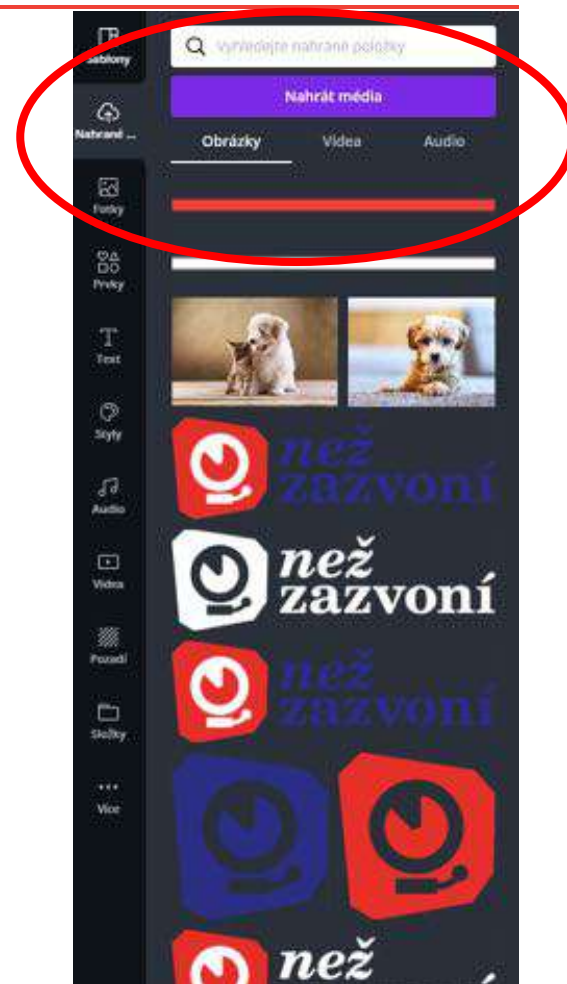 Šablony
Nahrané ...
Fotky
Prvky
Text
Styly
Audio
Videa
Pozadí
Složky
Více
Vyhledejte nahrané položky
Nahrát média
Obrázky Videa Audio
než
zazvoní
než
zazvoní
než
zazvoní
než